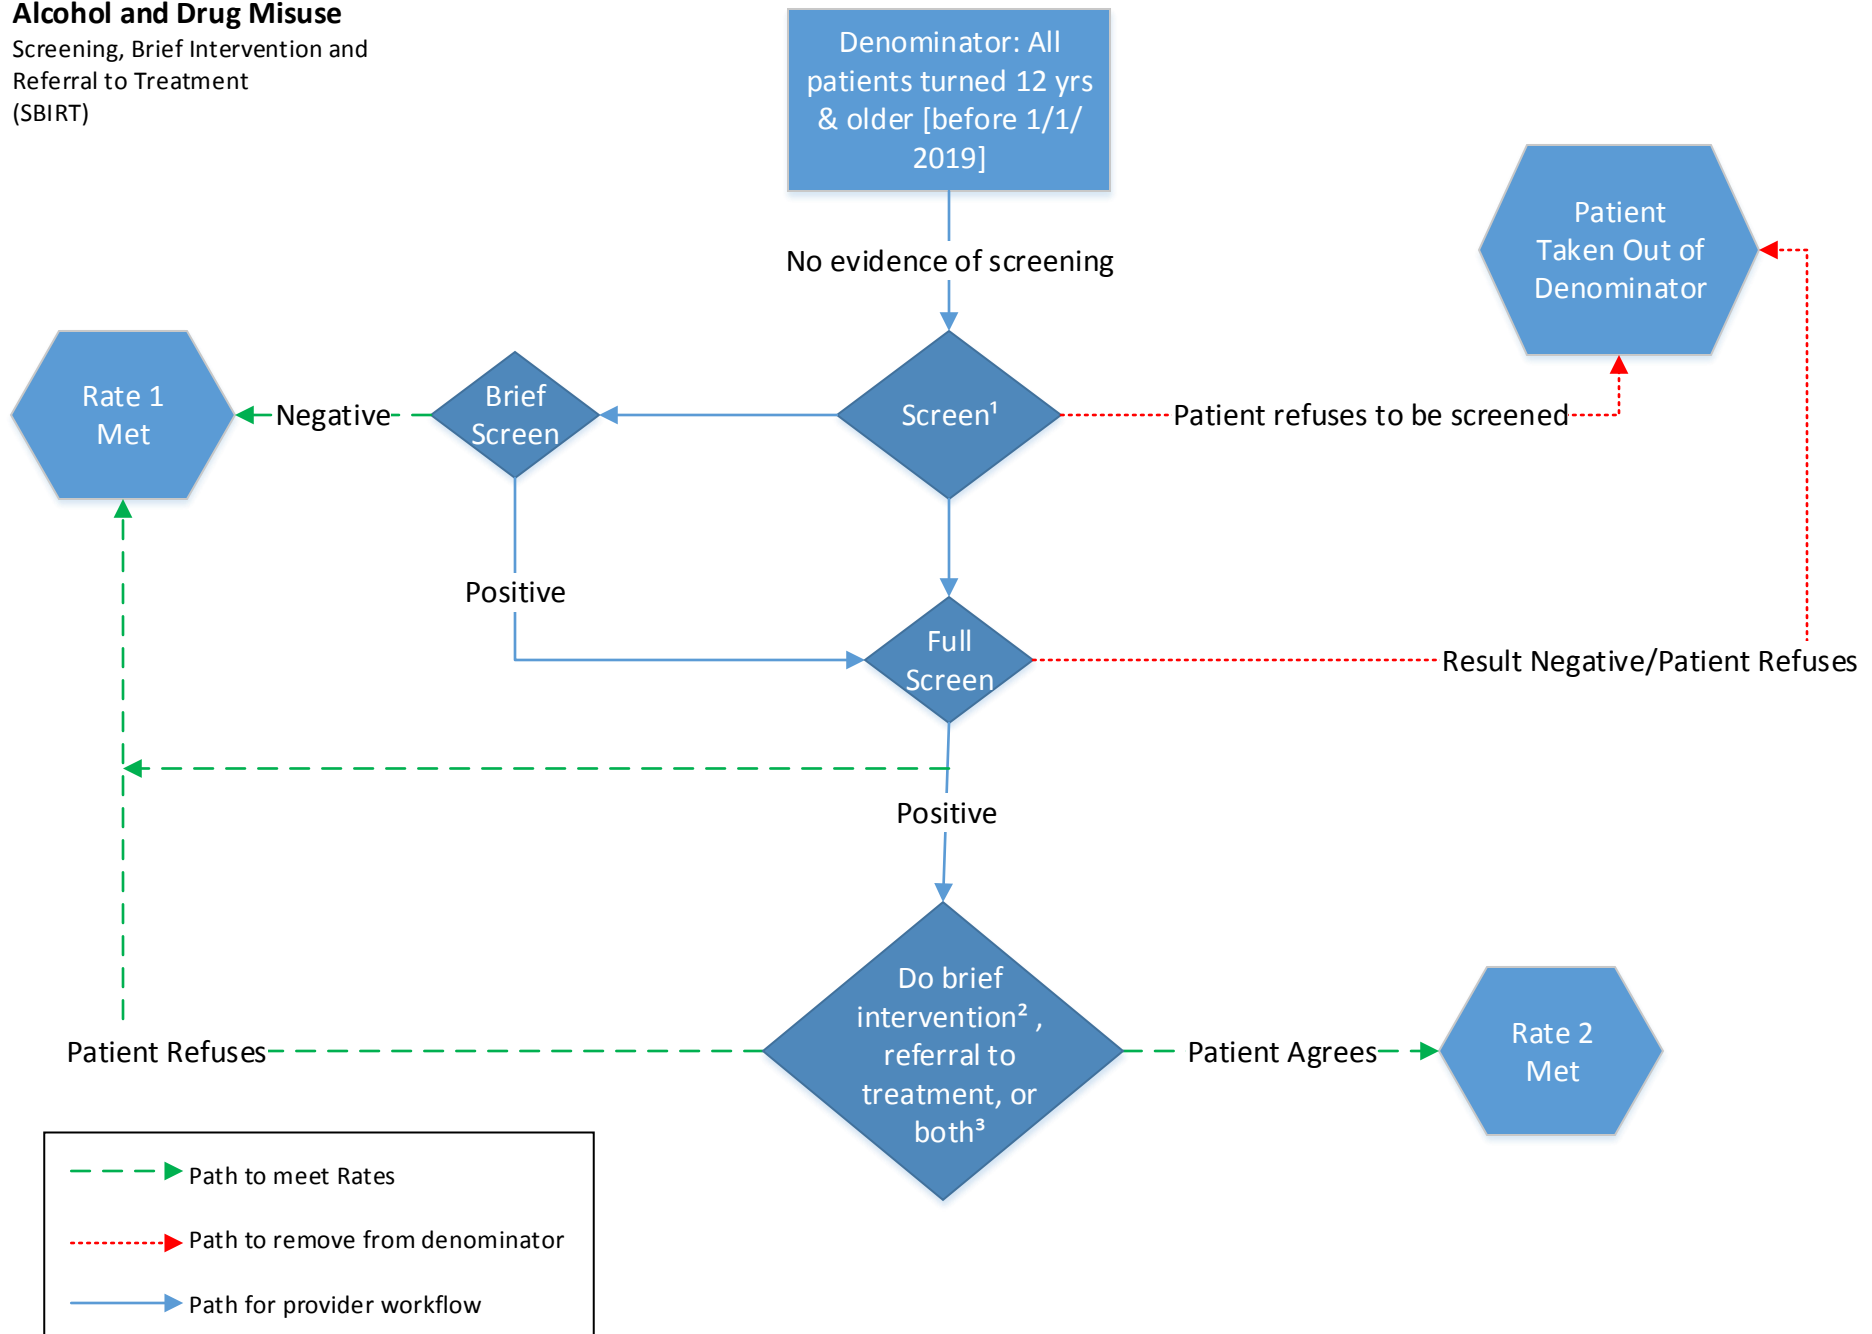 Alcohol and Drug Misuse
Screening, Brief Intervention and
Referral to Treatment
(SBIRT)
Denominator: All
patients turned 12 yrs
& older [before 1/1/
2019]
No evidence of screening
Patient
Taken Out of
Denominator
Rate 1
Met
Negative
Brief
Screen
Screen¹
Patient refuses to be screened
Positive
Full
Screen
Result Negative/Patient Refuses
Positive
Do brief
intervention² ,
referral to
treatment, or
both³
Patient Refuses
Patient Agrees
Rate 2
Met
Path to meet Rates
Path to remove from denominator
Path for provider workflow